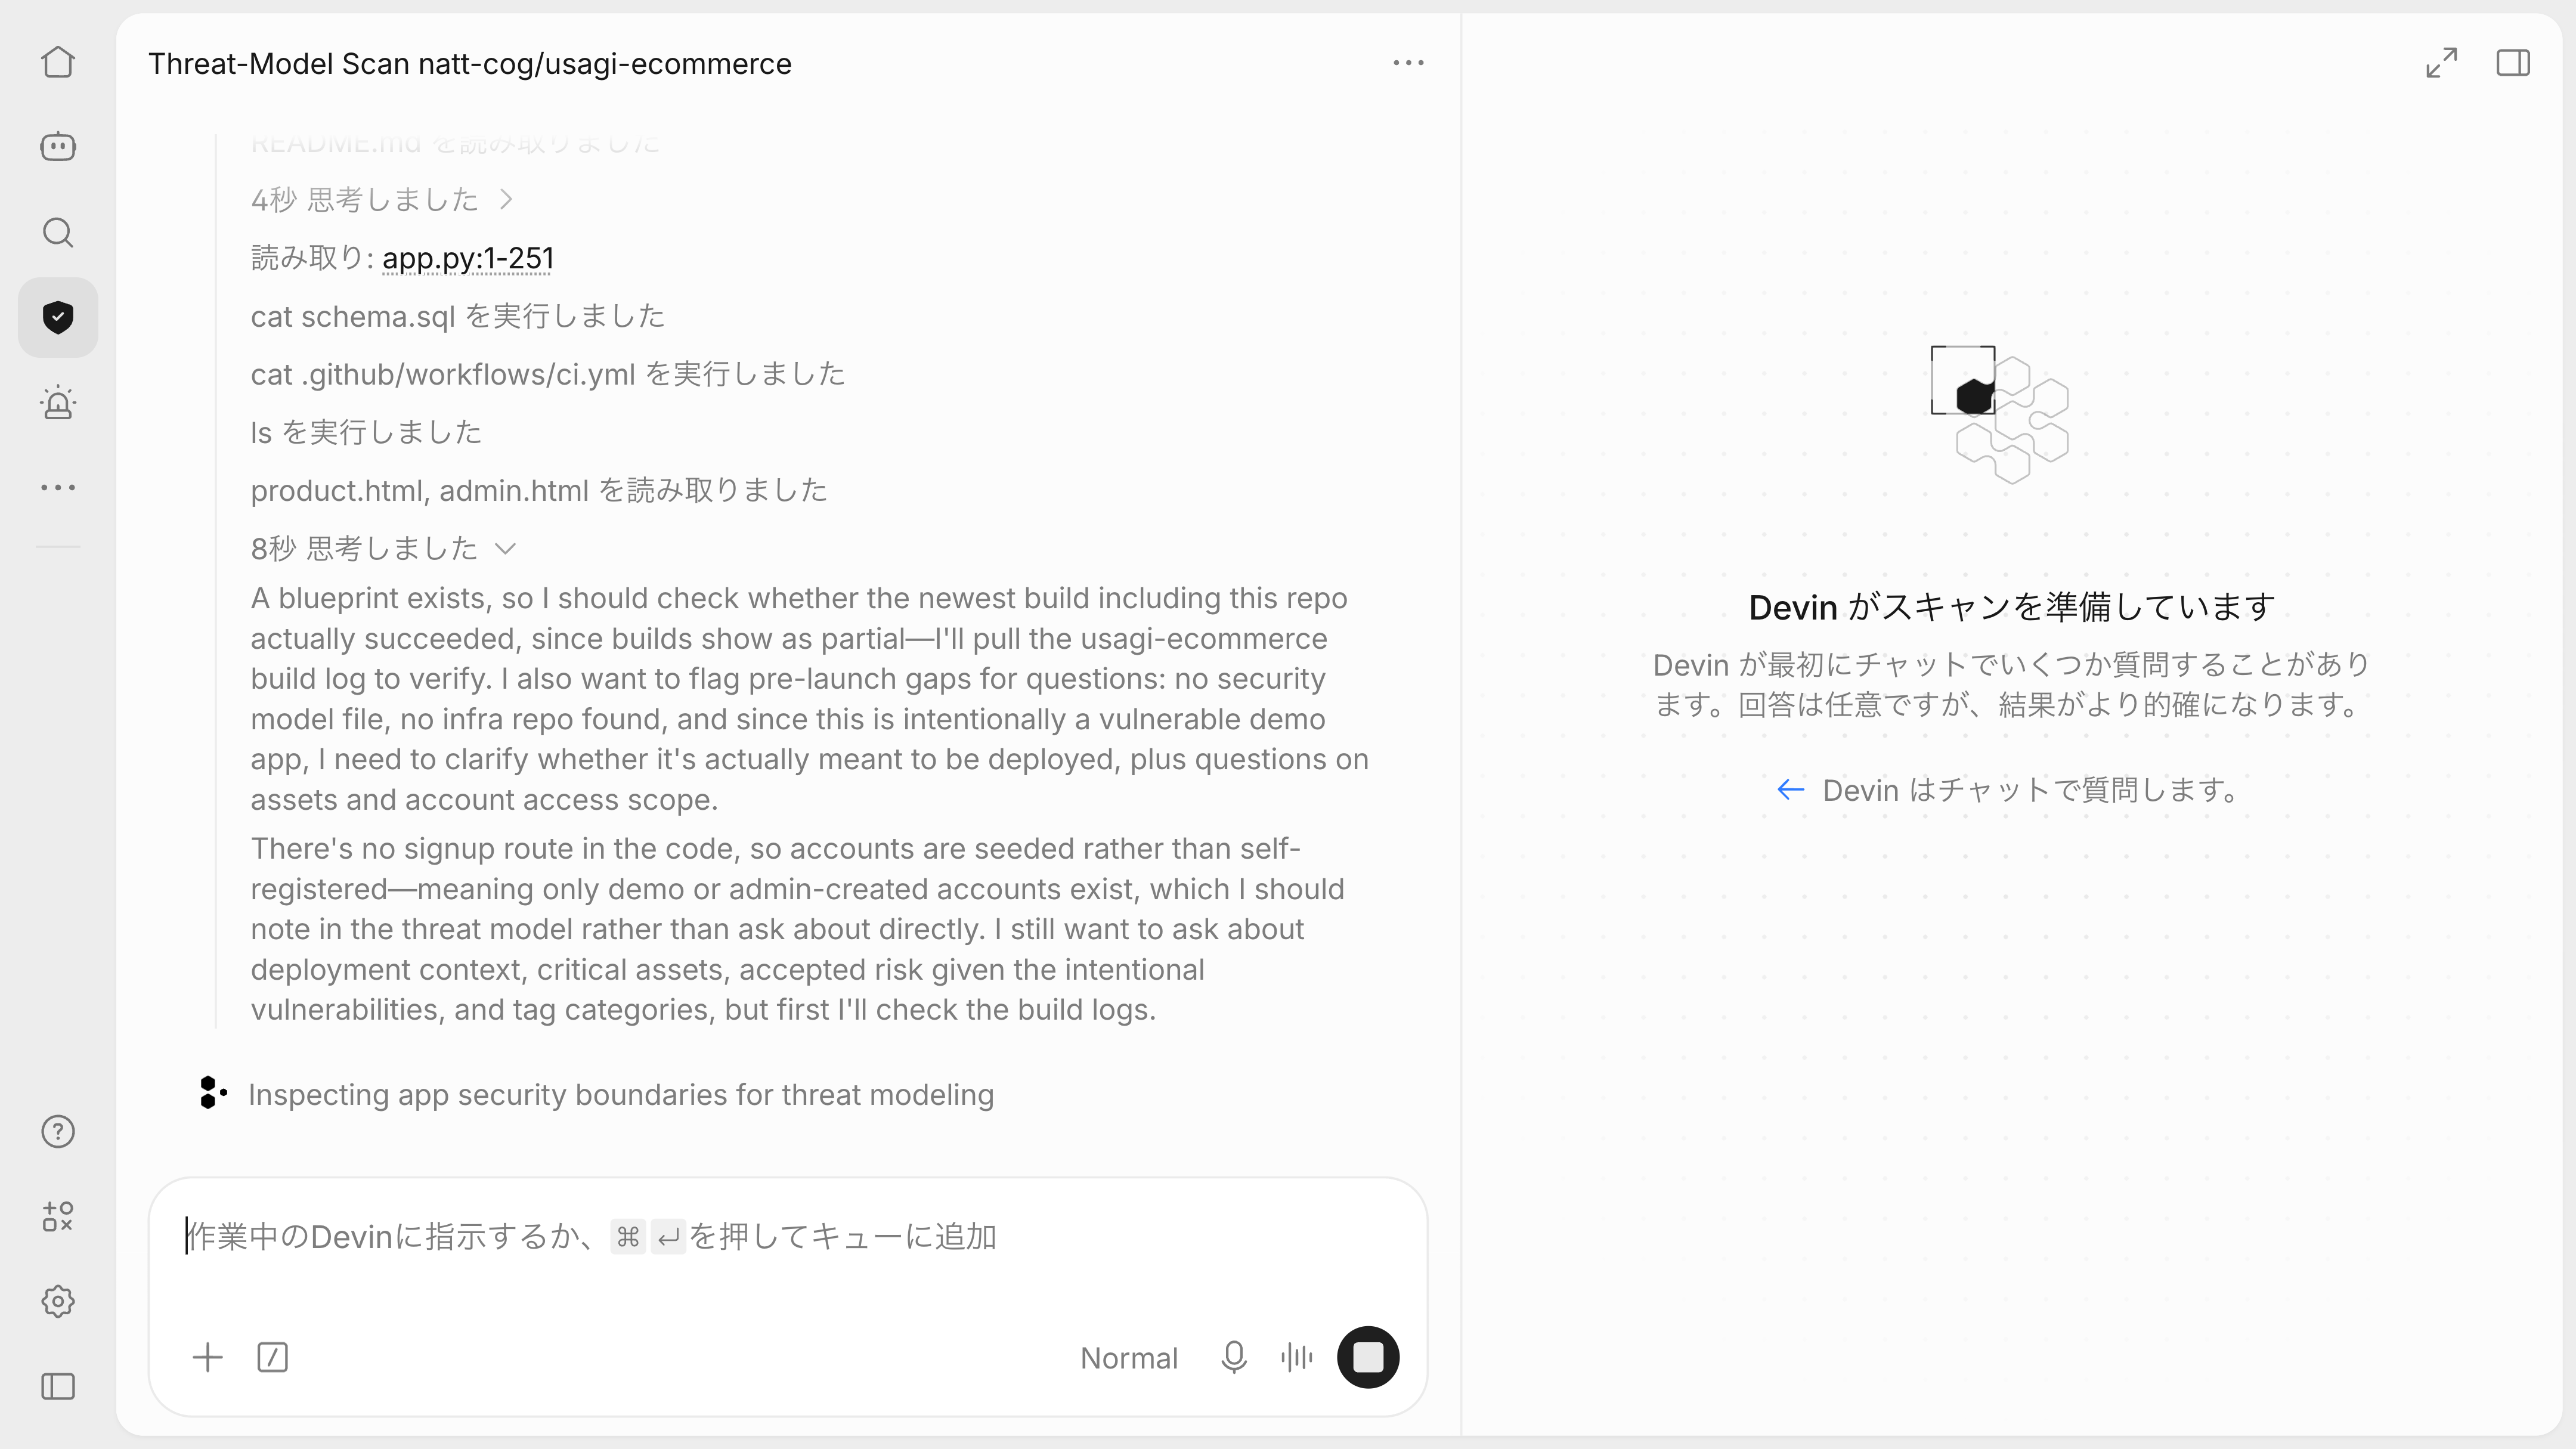 Threat-Model Scan natt-cog/usagi-ecommerce
README.md を読み取りました
4秒 思考しました
読み取り: app.py:1-251
cat schema.sql を実行しました
cat .github/workflows/ci.yml を実行しました
ls を実行しました
product.html, admin.html を読み取りました
8秒 思考しました
A blueprint exists, so I should check whether the newest build including this repo
actually succeeded, since builds show as partial—I'll pull the usagi-ecommerce
build log to verify. I also want to flag pre-launch gaps for questions: no security
model file, no infra repo found, and since this is intentionally a vulnerable demo
app, I need to clarify whether it's actually meant to be deployed, plus questions on
assets and account access scope.
There's no signup route in the code, so accounts are seeded rather than self-
registered—meaning only demo or admin-created accounts exist, which I should
note in the threat model rather than ask about directly. I still want to ask about
deployment context, critical assets, accepted risk given the intentional
vulnerabilities, and tag categories, but first I'll check the build logs.
Inspecting app security boundaries for threat modeling
作業中のDevinに指示するか、⌘ ↵ を押してキューに追加
Normal
Devin がスキャンを準備しています
Devin が最初にチャットでいくつか質問することがあり
ます。回答は任意ですが、結果がより的確になります。
← Devin はチャットで質問します。